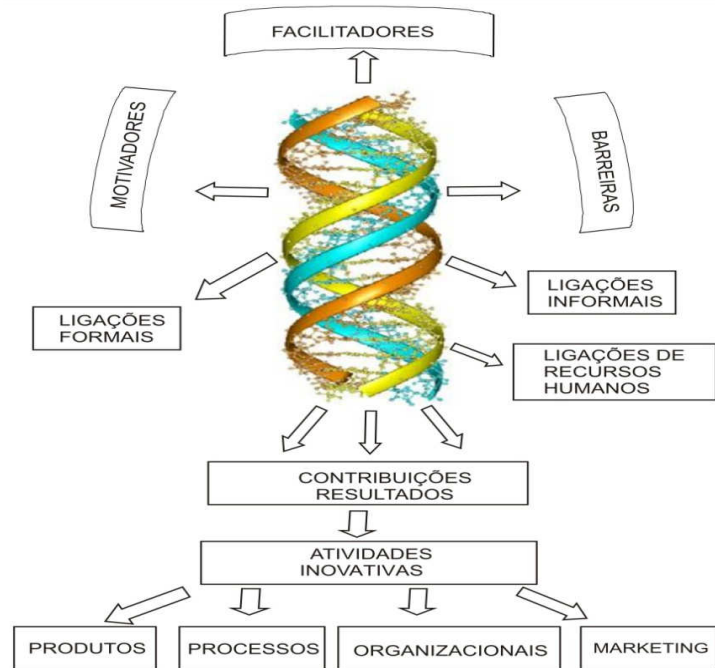 FACILITADORES
MOTIVADORES
BARREIRAS
LIGAÇÕES
FORMAIS
LIGAÇÕES
INFORMAIS
LIGAÇÕES DE
RECURSOS
HUMANOS
CONTRIBUIÇÕES
RESULTADOS
ATIVIDADES
INOVATIVAS
PRODUTOS
PROCESSOS
ORGANIZACIONAIS
MARKETING